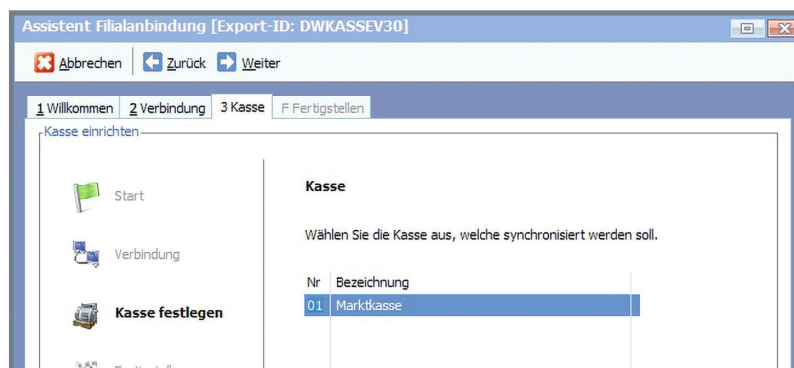 Assistent Filialanbindung [Export-ID: DWKASSEV30]
Abbrechen Zurück Weiter
1 Willkommen 2 Verbindung 3 Kasse F Fertigstellen
Kasse einrichten
Start
Kasse
Wählen Sie die Kasse aus, welche synchronisiert werden soll.
Verbindung
Nr Bezeichnung
01 Marktkasse
Kasse festlegen